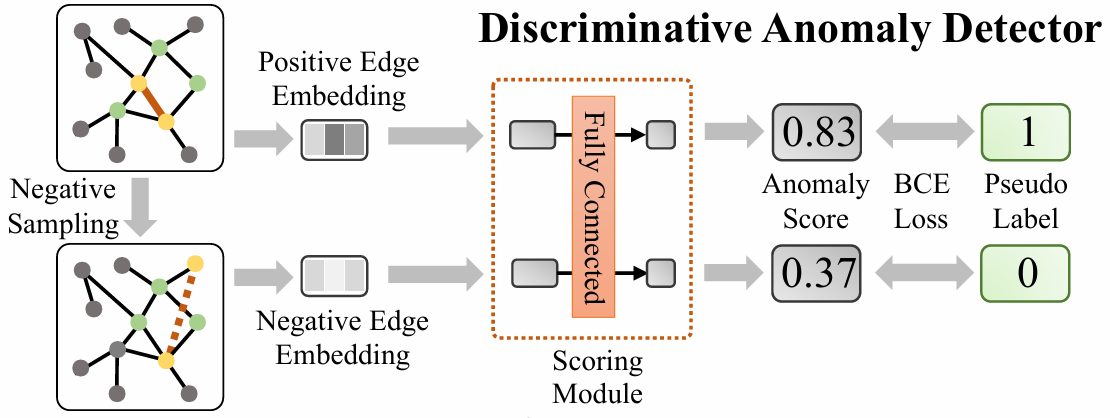 Discriminative Anomaly Detector
Positive Edge
Embedding
Negative
Sampling
Negative Edge
Embedding
Fully Connected
Scoring
Module
0.83
1
Anomaly
Score
BCE
Loss
Pseudo
Label
0.37
0